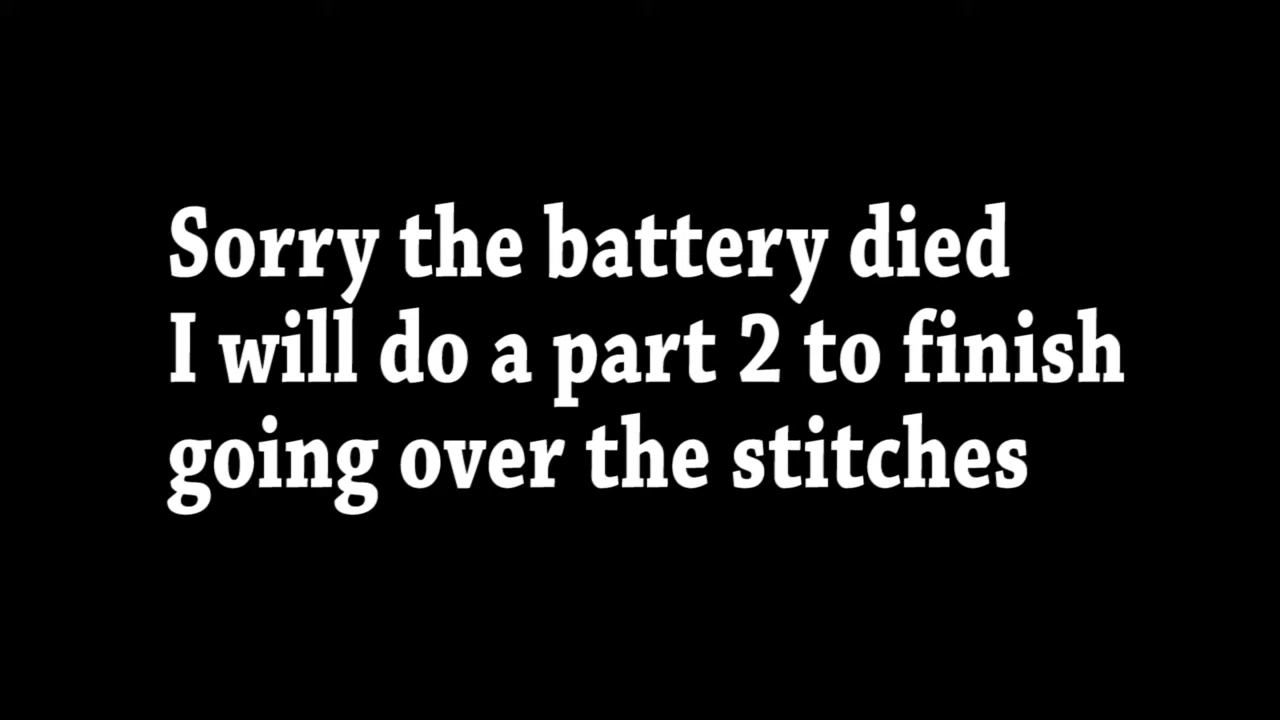 Sorry the battery died
I will do a part 2 to finish
going over the stitches